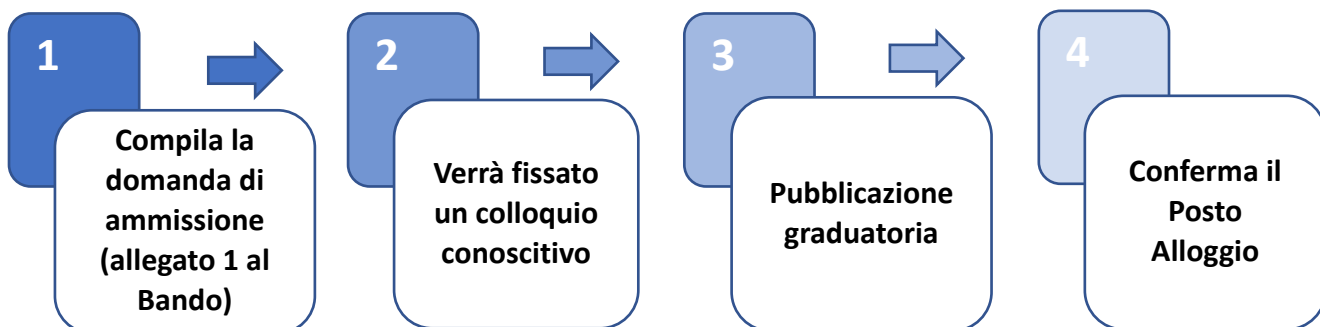 1
Compila la
domanda di
ammissione
(allegato 1 al
Bando)
2
Verrà fissato
un colloquio
conoscitivo
3
Pubblicazione
graduatoria
4
Conferma il
Posto
Alloggio